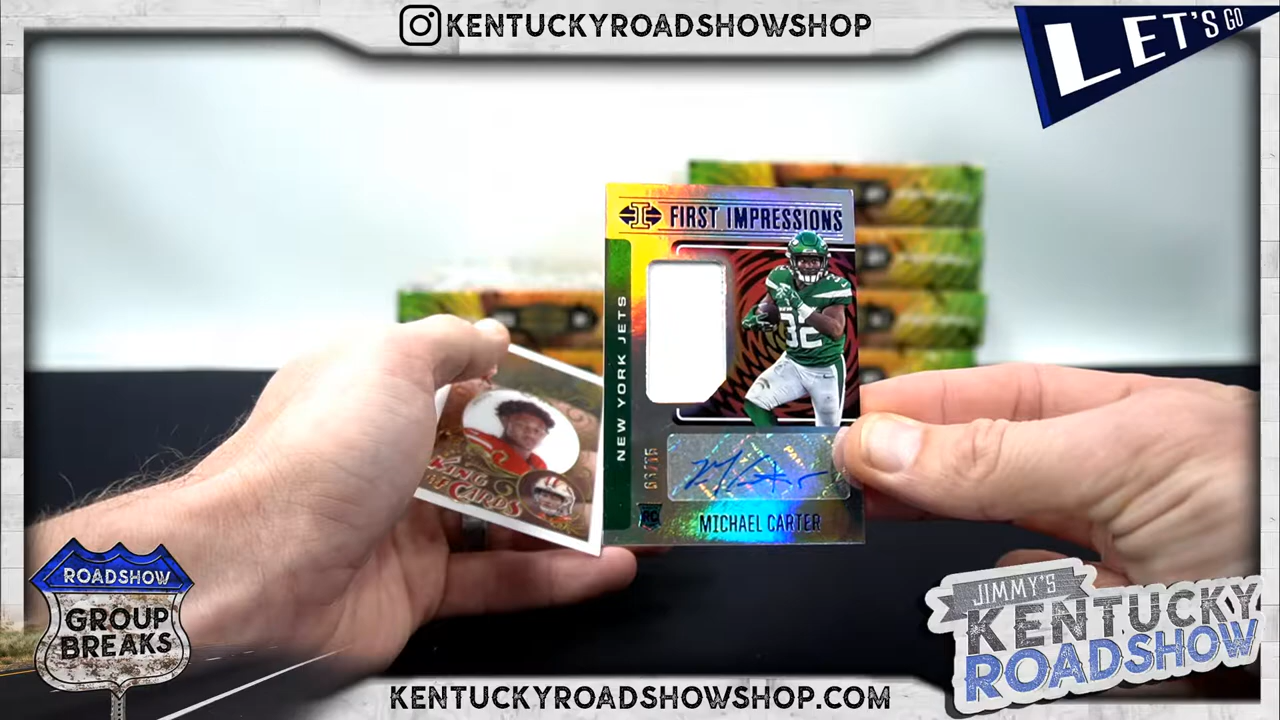 KENTUCKYROADSHOWSHOP
LET'S GO
FIRST IMPRESSIONS
NEW YORK JETS
32
KING
OF CARDS
RC
MICHAEL CARTER
ROADSHOW
GROUP
BREAKS
JIMMY'S
KENTUCKY
ROADSHOW
KENTUCKYROADSHOWSHOP.COM